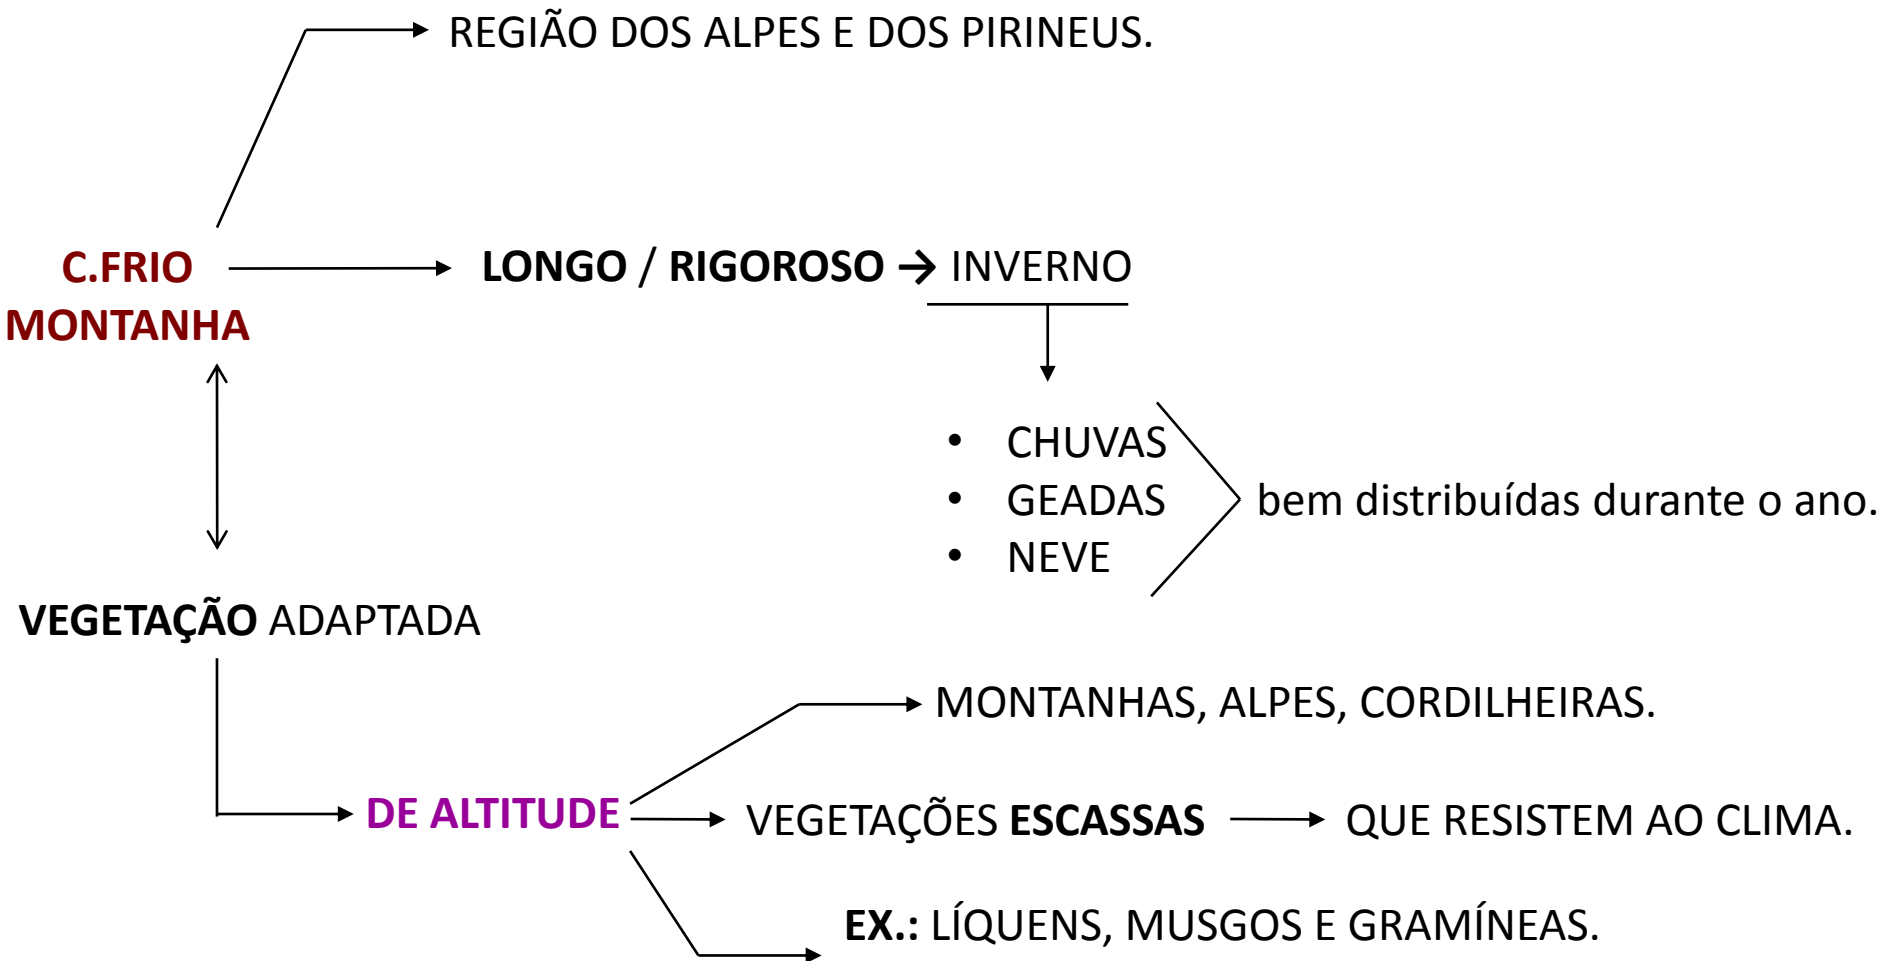 REGIÃO DOS ALPES E DOS PIRINEUS.
C.FRIO
MONTANHA
LONGO / RIGOROSO → INVERNO
• CHUVAS
• GEADAS
• NEVE
bem distribuídas durante o ano.
VEGETAÇÃO ADAPTADA
MONTANHAS, ALPES, CORDILHEIRAS.
DE ALTITUDE
VEGETAÇÕES ESCASSAS
QUE RESISTEM AO CLIMA.
EX.: LÍQUENS, MUSGOS E GRAMÍNEAS.